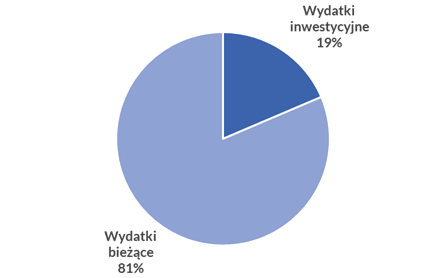 Wydatki
inwestycyjne
19%
Wydatki
bieżące
81%